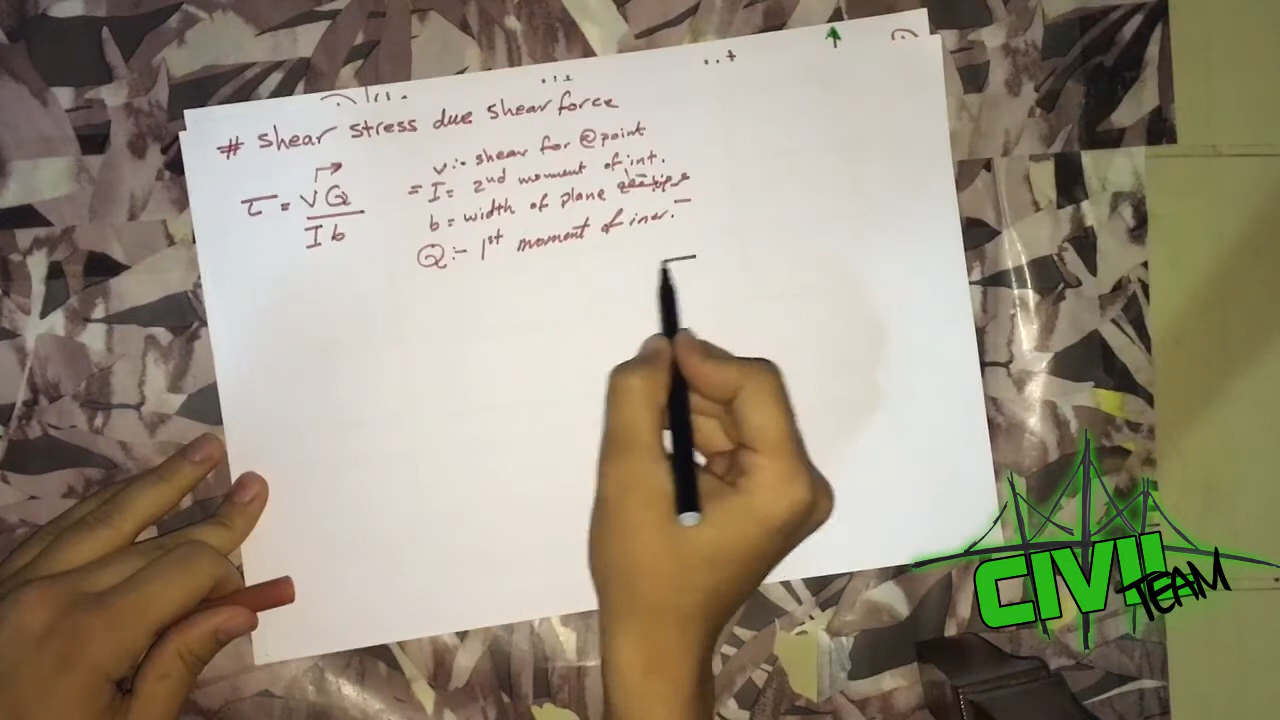 # Shear stress due shear force
V:- shear for @ point
τ = VQ / Ib
= I = 2nd moment of int.
b = width of plane
Q:- 1st moment of iner.
CIVIL TEAM